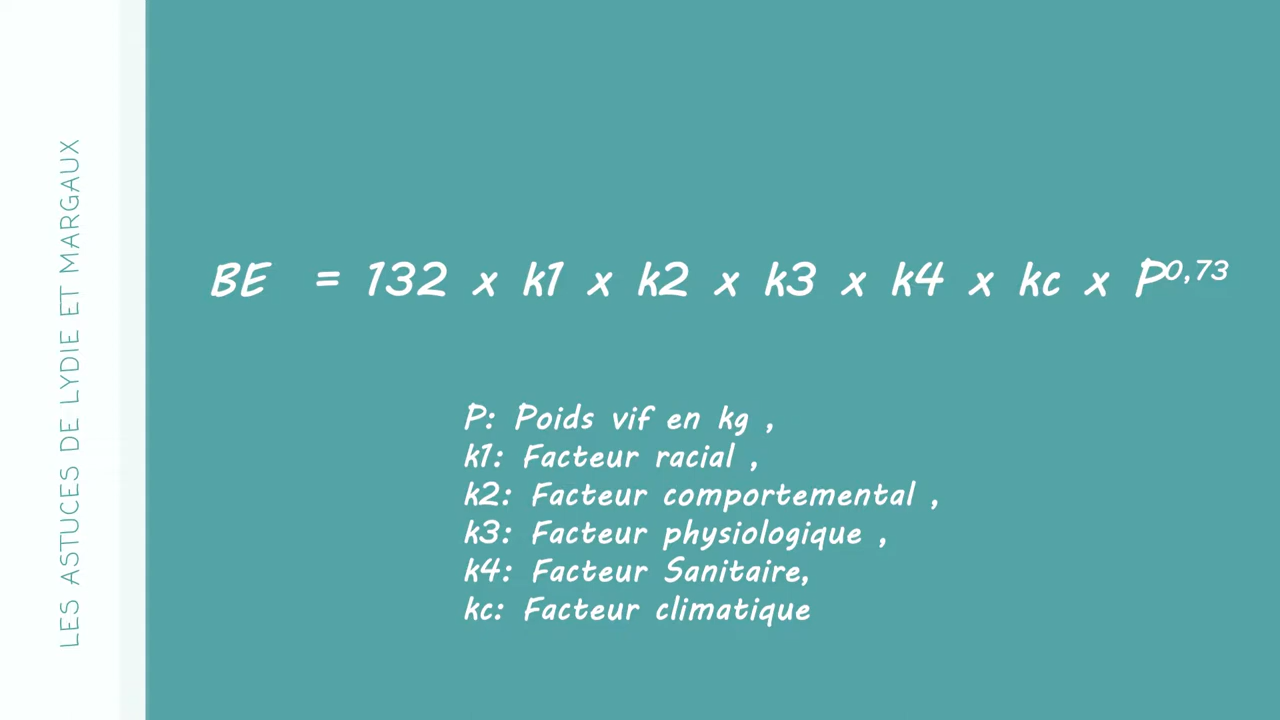 LES ASTUCES DE LYDIE ET MARGAUX
BE = 132 x k1 x k2 x k3 x k4 x kc x P^0,73
P: Poids vif en kg ,
k1: Facteur racial ,
k2: Facteur comportemental ,
k3: Facteur physiologique ,
k4: Facteur Sanitaire,
kc: Facteur climatique